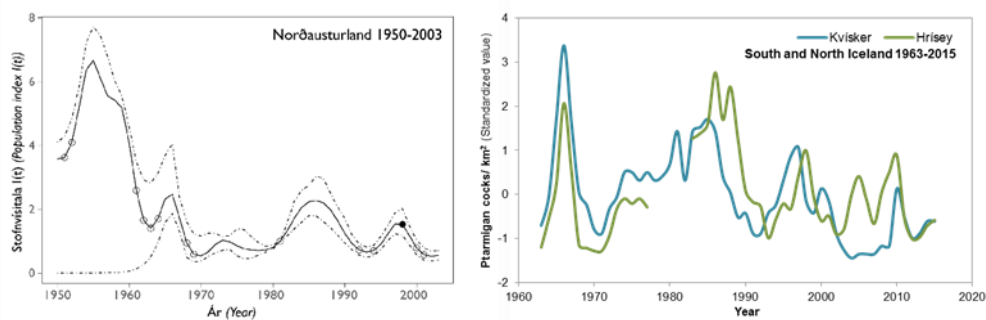 Norðausturland 1950-2003
Stofnvísitala I(t) (Population index I(t))
8
6
4
2
0
1950 1960 1970 1980 1990 2000
Ár (Year)
Kvisker Hrisey
South and North Iceland 1963-2015
Ptarmigan cocks/ km² (Standardized value)
4
3
2
1
0
-1
-2
1960 1970 1980 1990 2000 2010 2020
Year